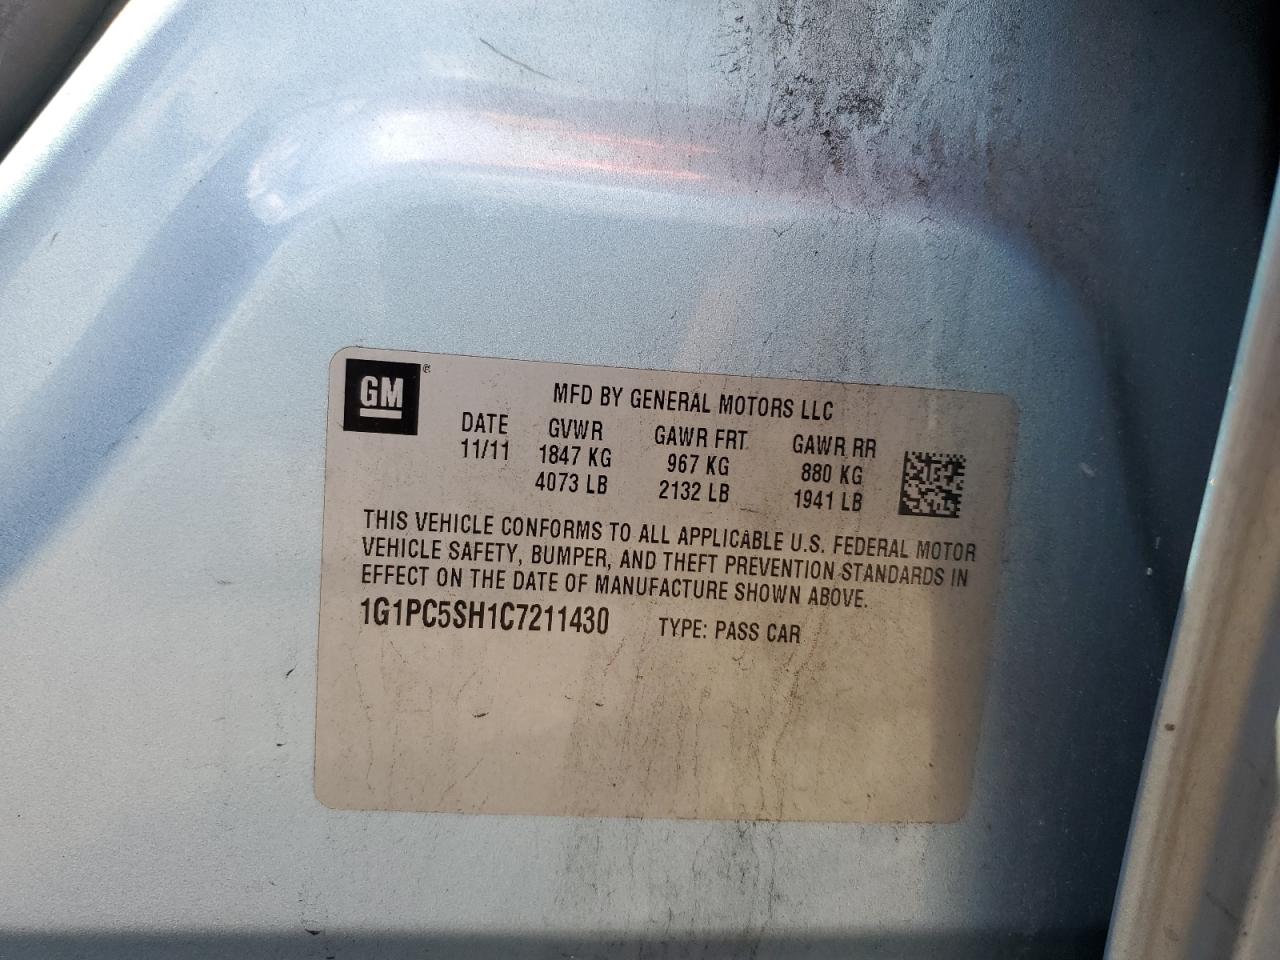 GM®
MFD BY GENERAL MOTORS LLC
DATE GVWR GAWR FRT GAWR RR
11/11 1847 KG 967 KG 880 KG
4073 LB 2132 LB 1941 LB
THIS VEHICLE CONFORMS TO ALL APPLICABLE U.S. FEDERAL MOTOR
VEHICLE SAFETY, BUMPER, AND THEFT PREVENTION STANDARDS IN
EFFECT ON THE DATE OF MANUFACTURE SHOWN ABOVE.
1G1PC5SH1C7211430 TYPE: PASS CAR